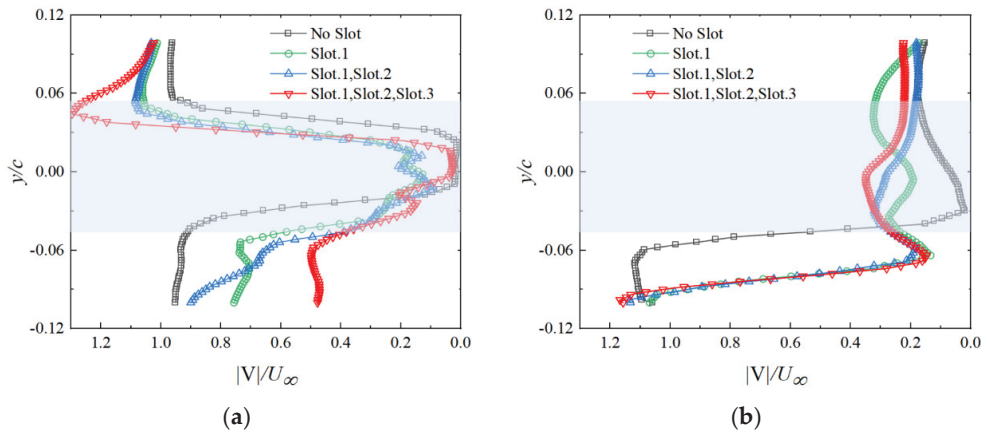 No Slot
Slot.1
Slot.1,Slot.2
Slot.1,Slot.2,Slot.3
0.12
0.06
0.00
-0.06
-0.12
y/c
1.2 1.0 0.8 0.6 0.4 0.2 0.0
|V|/U∞
(a)
No Slot
Slot.1
Slot.1,Slot.2
Slot.1,Slot.2,Slot.3
0.12
0.06
0.00
-0.06
-0.12
y/c
1.2 1.0 0.8 0.6 0.4 0.2 0.0
|V|/U∞
(b)